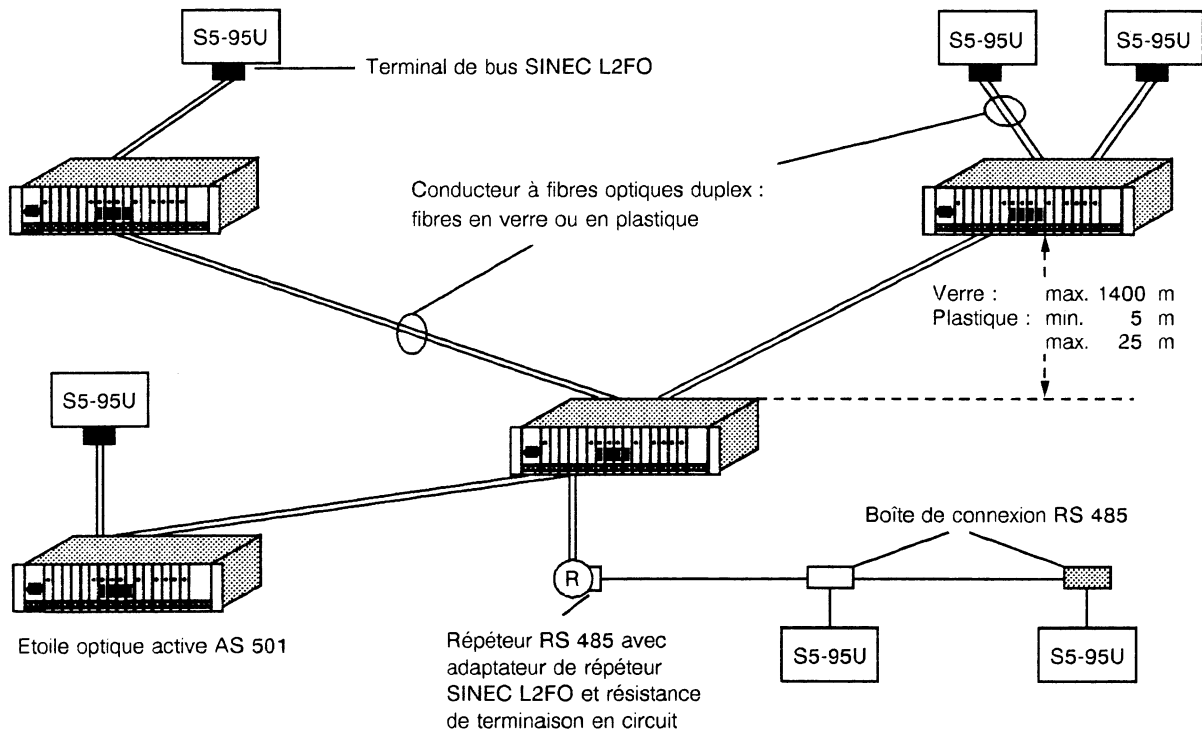 S5-95U
S5-95U
S5-95U
Terminal de bus SINEC L2FO
Conducteur à fibres optiques duplex :
fibres en verre ou en plastique
Verre : max. 1400 m
Plastique : min. 5 m
max. 25 m
S5-95U
Boîte de connexion RS 485
R
Etoile optique active AS 501
Répéteur RS 485 avec
adaptateur de répéteur
SINEC L2FO et résistance
de terminaison en circuit
S5-95U
S5-95U